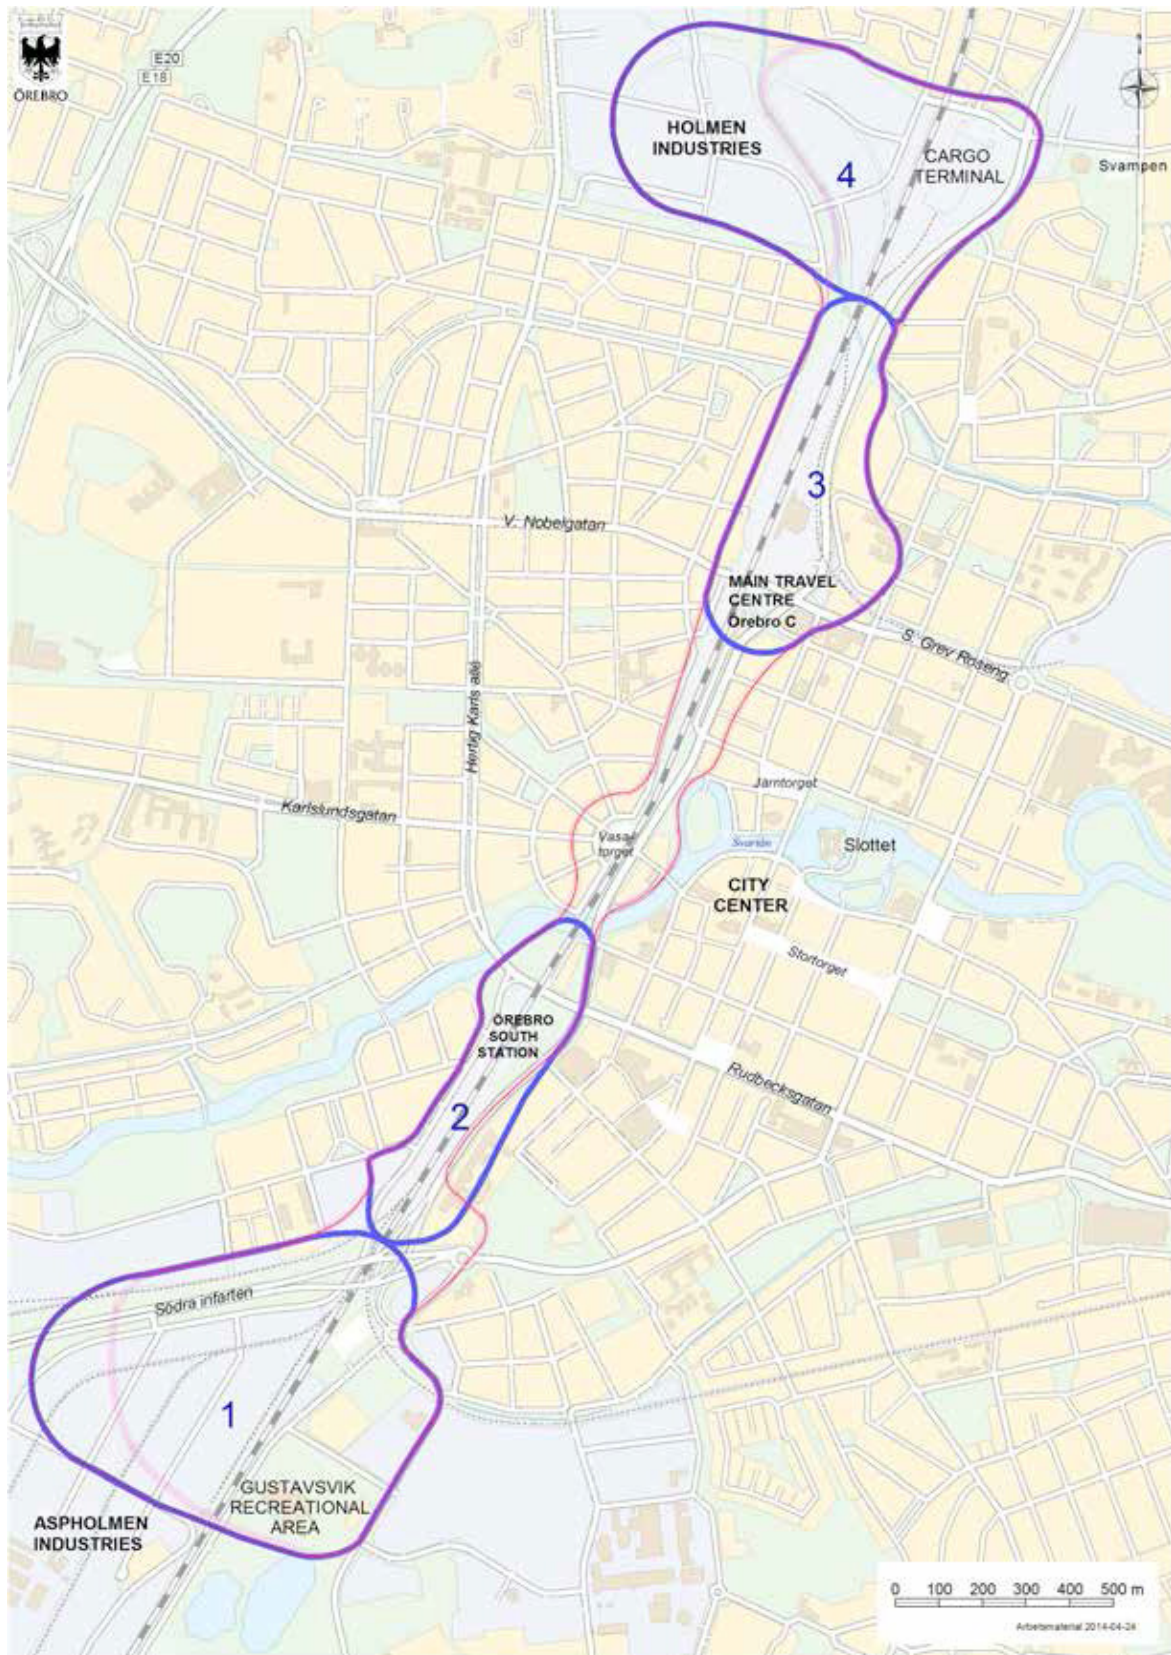 E20
E18
ÖREBRO
HOLMEN
INDUSTRIES
4
CARGO
TERMINAL
Svampen
3
V. Nobelgatan
MAIN TRAVEL
CENTRE
Örebro C
S. Grev Roseng
Hertig Karls allé
Järntorget
Karlslundsgatan
Vasa-
torget
Svartån
Slottet
CITY
CENTER
Stortorget
ÖREBRO
SOUTH
STATION
Rudbecksgatan
2
Södra infarten
1
GUSTAVSVIK
RECREATIONAL
AREA
ASPHOLMEN
INDUSTRIES
0 100 200 300 400 500 m
Arbetsmaterial 2014-04-24